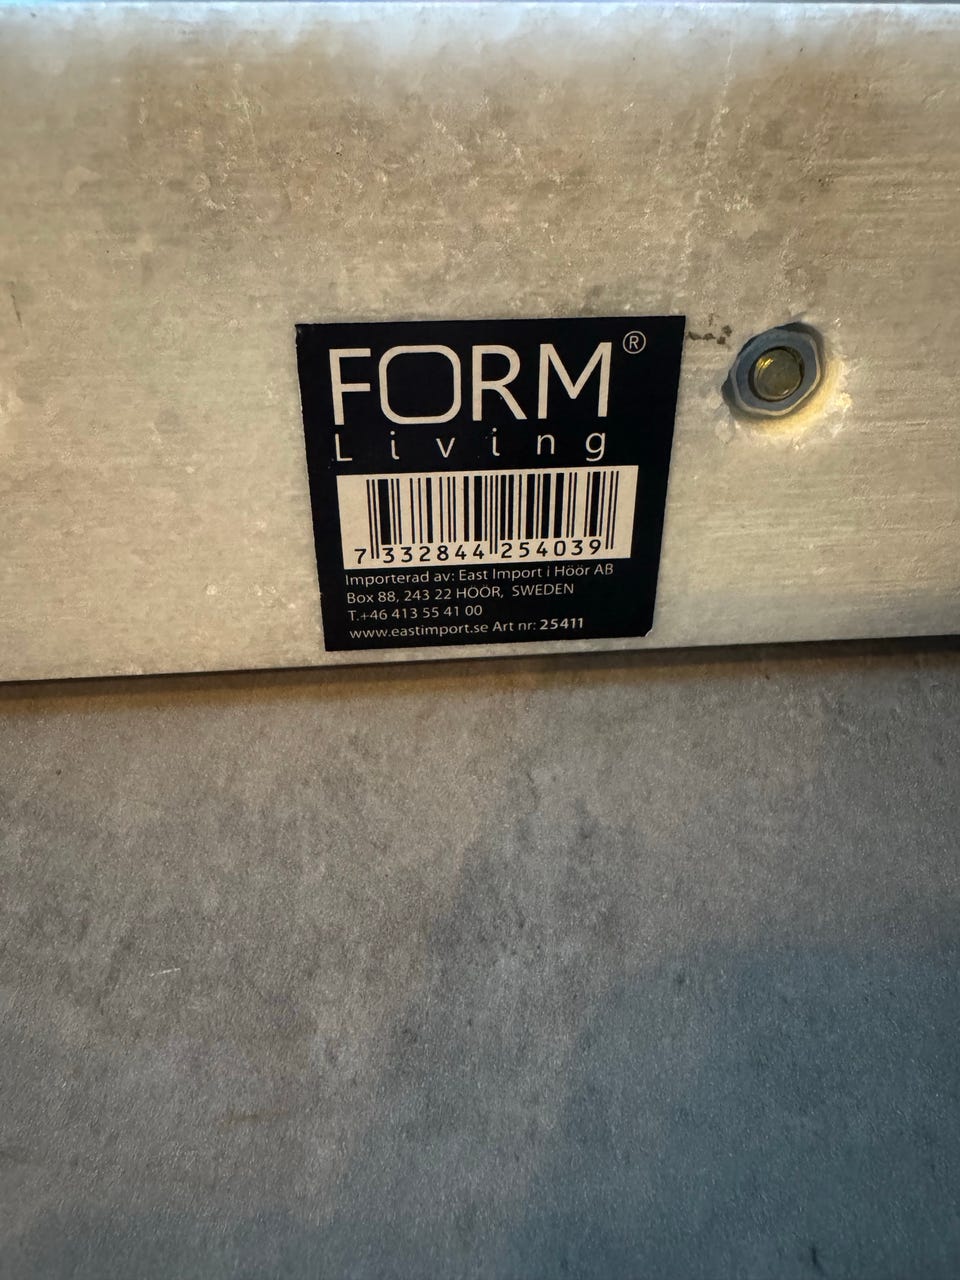 FORM®
Living
7 332844 254039
Importerad av: East Import i Höör AB
Box 88, 243 22 HÖÖR, SWEDEN
T.+46 413 55 41 00
www.eastimport.se Art nr: 25411